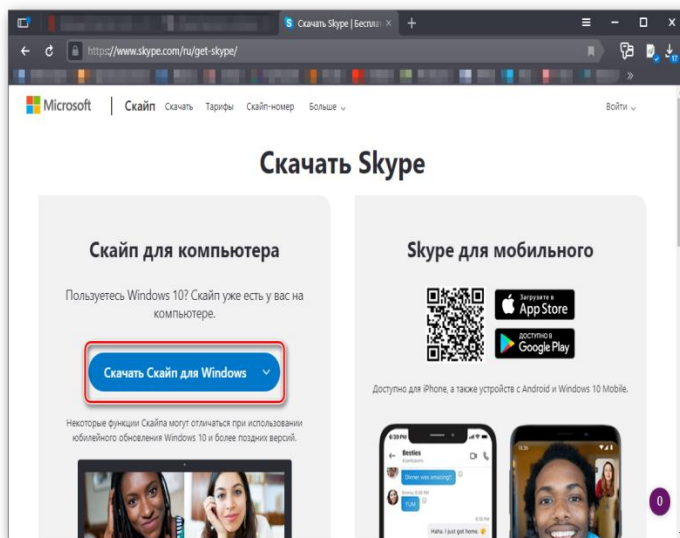 Скачать Skype | Бесплат
https://www.skype.com/ru/get-skype/
Microsoft | Скайп Скачать Тарифы Скайп-номер Больше
Войти
Скачать Skype
Скайп для компьютера
Пользуетесь Windows 10? Скайп уже есть у вас на
компьютере.
Скачать Скайп для Windows
Некоторые функции Скайпа могут отличаться при использовании
юбилейного обновления Windows 10 и более поздних версий.
Skype для мобильного
Загрузите в
App Store
ДОСТУПНО В
Google Play
Доступно для iPhone, а также устройств с Android и Windows 10 Mobile.
6:39 PM
Besties
Dinner was amazing!
YUM
Haha. I just got home.
0